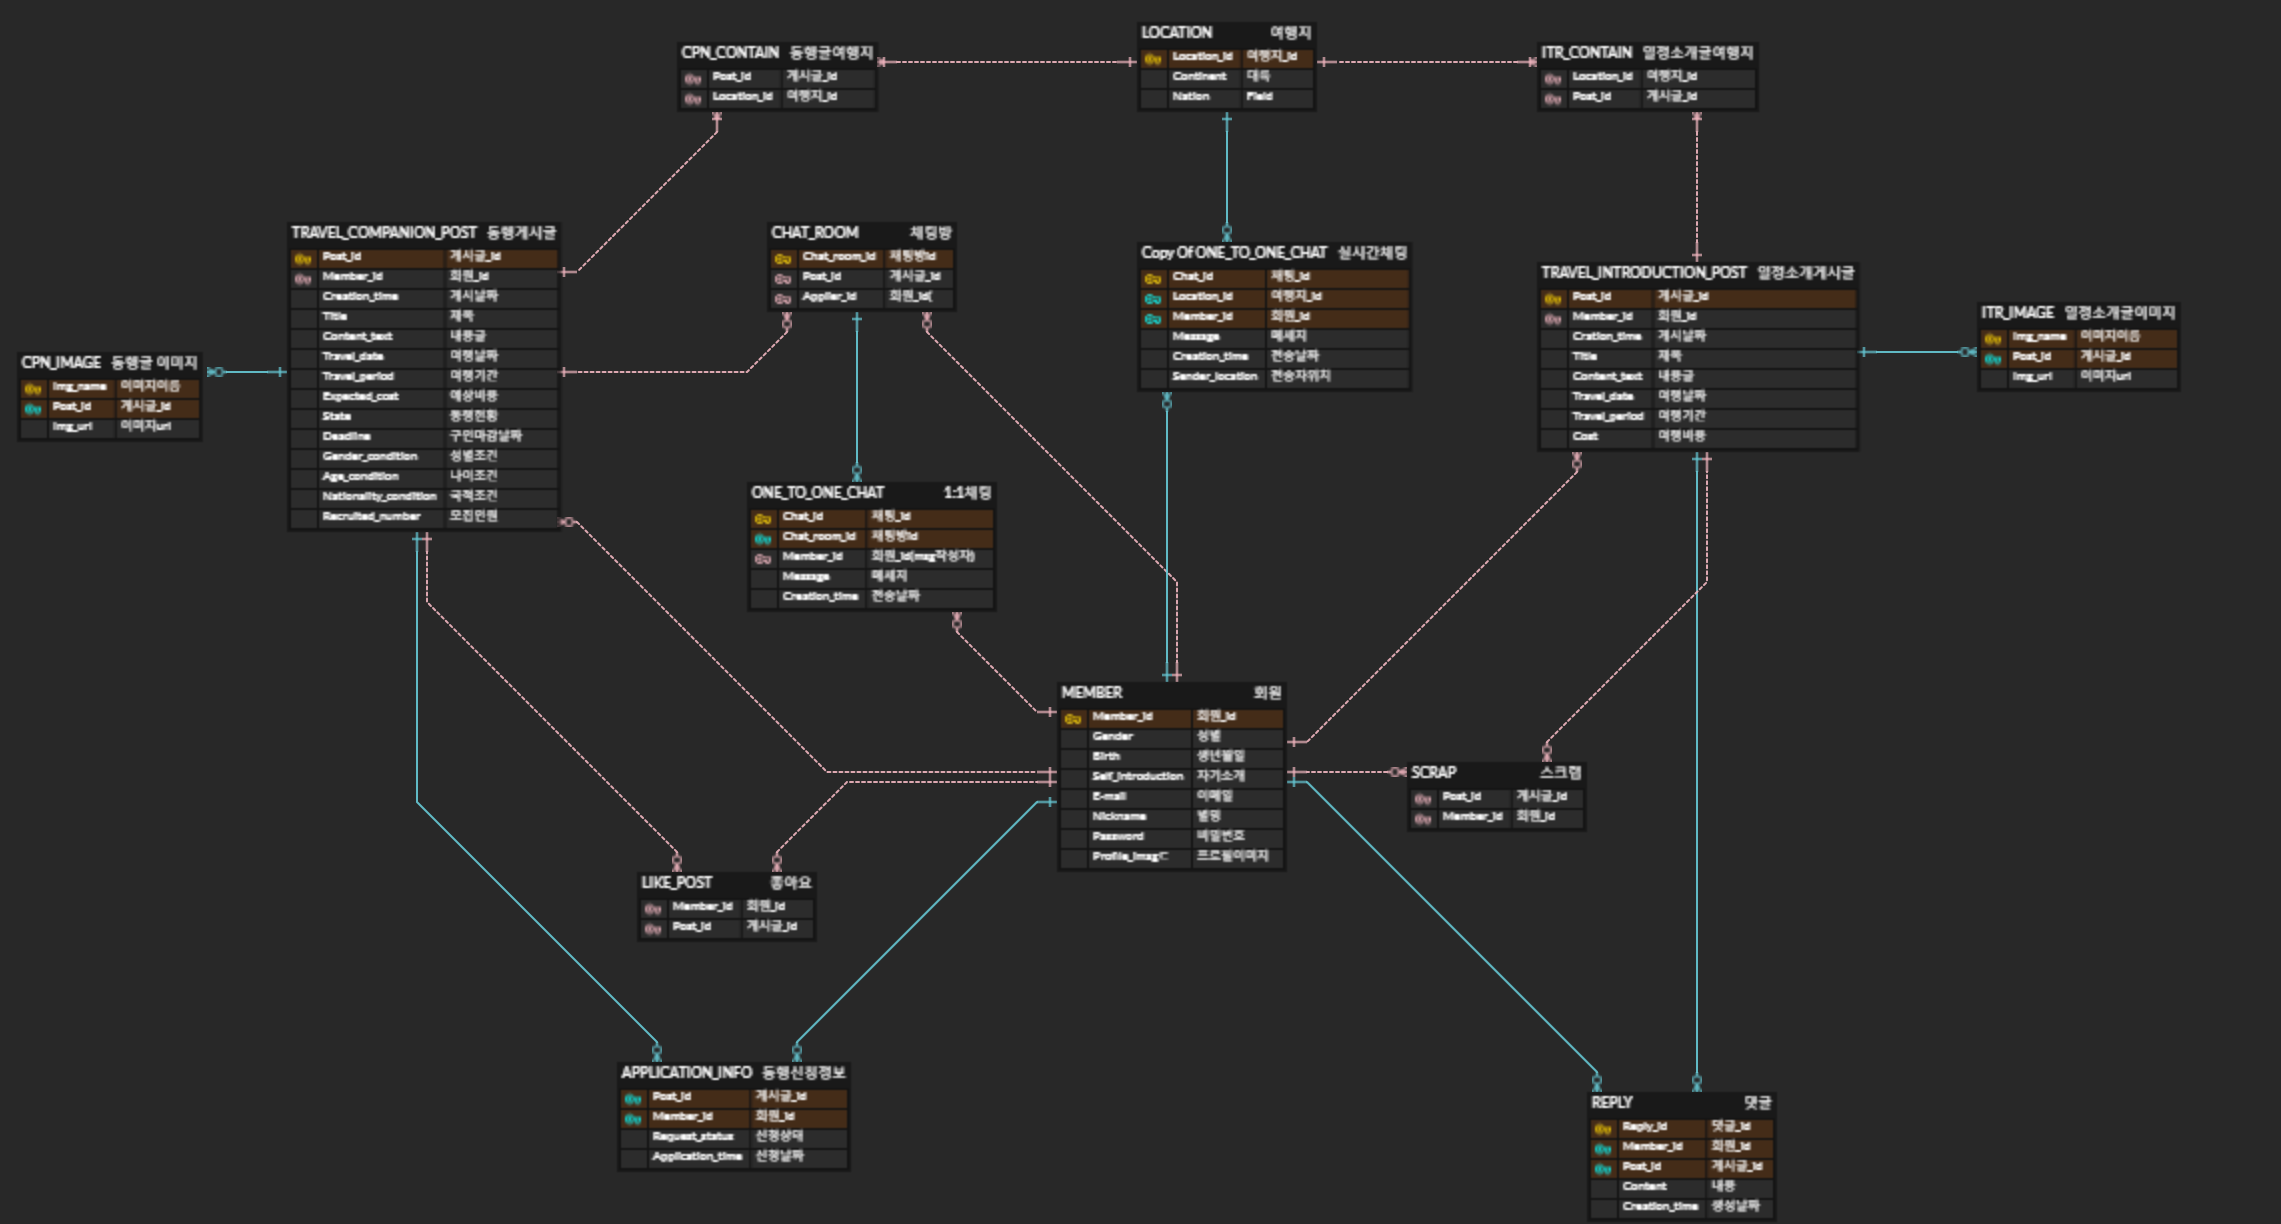 LOCATION 여행지
Location_id 여행지_id
Continent 대륙
Nation Field
CPN_CONTAIN 동행글여행지
Post_id 게시글_id
Location_id 여행지_id
ITR_CONTAIN 일정소개글여행지
Location_id 여행지_id
Post_id 게시글_id
TRAVEL_COMPANION_POST 동행게시글
Post_id 게시글_id
Member_id 회원_id
Creation_time 게시날짜
Title 제목
Content_text 내용글
Travel_date 여행날짜
Travel_period 여행기간
Expected_cost 예상비용
State 동행현황
Deadline 구인마감날짜
Gender_condition 성별조건
Age_condition 나이조건
Nationality_condition 국적조건
Recruited_number 모집인원
CHAT_ROOM 채팅방
Chat_room_id 채팅방id
Post_id 게시글_id
Applier_id 회원_id(
Copy Of ONE_TO_ONE_CHAT 실시간채팅
Chat_id 채팅_id
Location_id 여행지_id
Member_id 회원_id
Message 메세지
Creation_time 전송날짜
Sender_location 전송자위치
TRAVEL_INTRODUCTION_POST 일정소개게시글
Post_id 게시글_id
Member_id 회원_id
Cration_time 게시날짜
Title 제목
Content_text 내용글
Travel_date 여행날짜
Travel_period 여행기간
Cost 여행비용
ITR_IMAGE 일정소개글이미지
Img_name 이미지이름
Post_id 게시글_id
Img_url 이미지url
CPN_IMAGE 동행글 이미지
Img_name 이미지이름
Post_id 게시글_id
Img_url 이미지url
ONE_TO_ONE_CHAT 1:1채팅
Chat_id 채팅_id
Chat_room_id 채팅방id
Member_id 회원_id(msg작성자)
Message 메세지
Creation_time 전송날짜
MEMBER 회원
Member_id 회원_id
Gender 성별
Birth 생년월일
Self_introduction 자기소개
E-mail 이메일
Nickname 별명
Password 비밀번호
프로필이미지
SCRAP 스크랩
Post_id 게시글_id
Member_id 회원_id
LIKE_POST 좋아요
Member_id 회원_id
Post_id 게시글_id
APPLICATION_INFO 동행신청정보
Post_id 게시글_id
Member_id 회원_id
Request_status 신청상태
Application_time 신청날짜
REPLY 댓글
Reply_id 댓글_id
Member_id 회원_id
Post_id 게시글_id
Content 내용
Creation_time 생성날짜